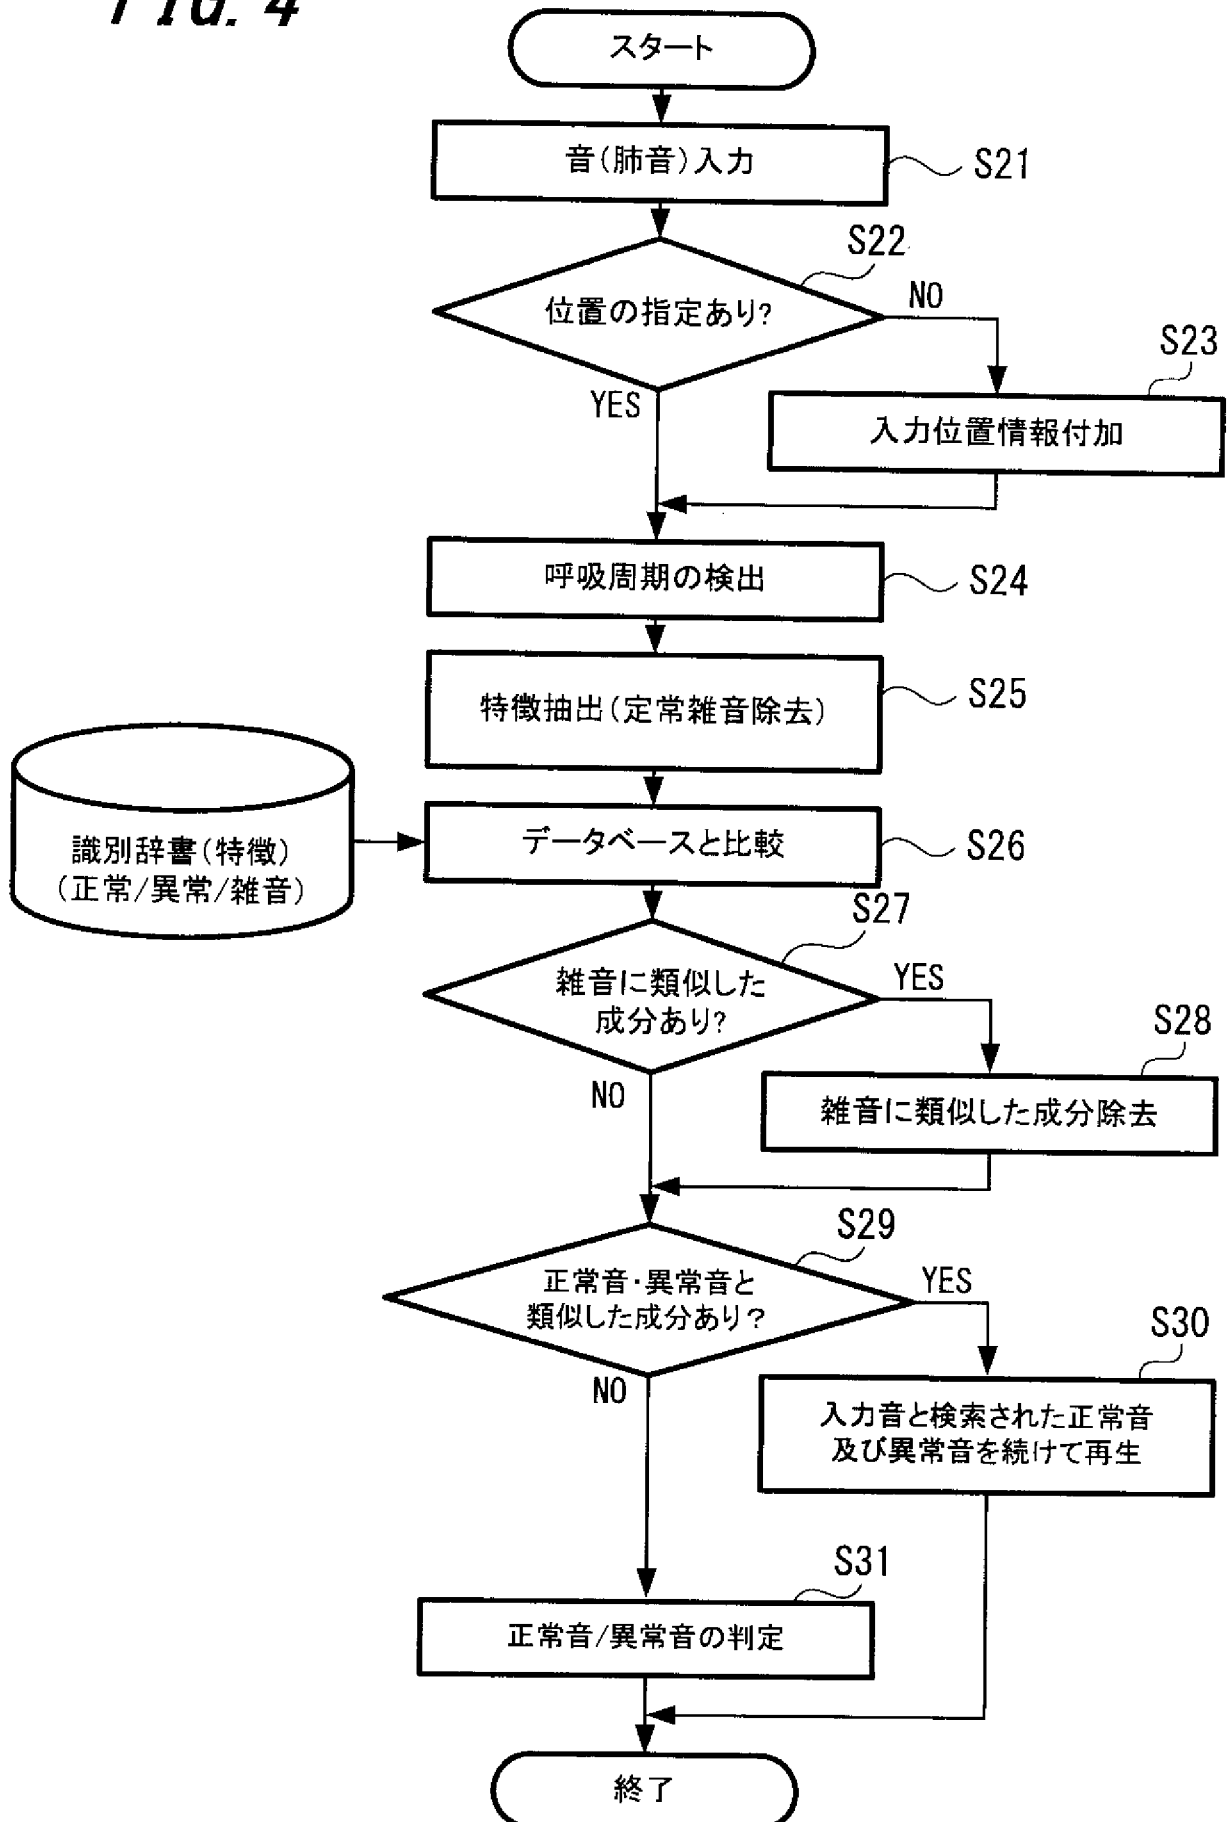 FIG. 4
スタート
音(肺音)入力
S21
S22
位置の指定あり?
NO
YES
S23
入力位置情報付加
呼吸周期の検出
S24
特徴抽出(定常雑音除去)
S25
識別辞書(特徴)
(正常/異常/雑音)
データベースと比較
S26
S27
雑音に類似した
成分あり?
YES
NO
S28
雑音に類似した成分除去
S29
正常音・異常音と
類似した成分あり?
YES
NO
S30
入力音と検索された正常音
及び異常音を続けて再生
S31
正常音/異常音の判定
終了